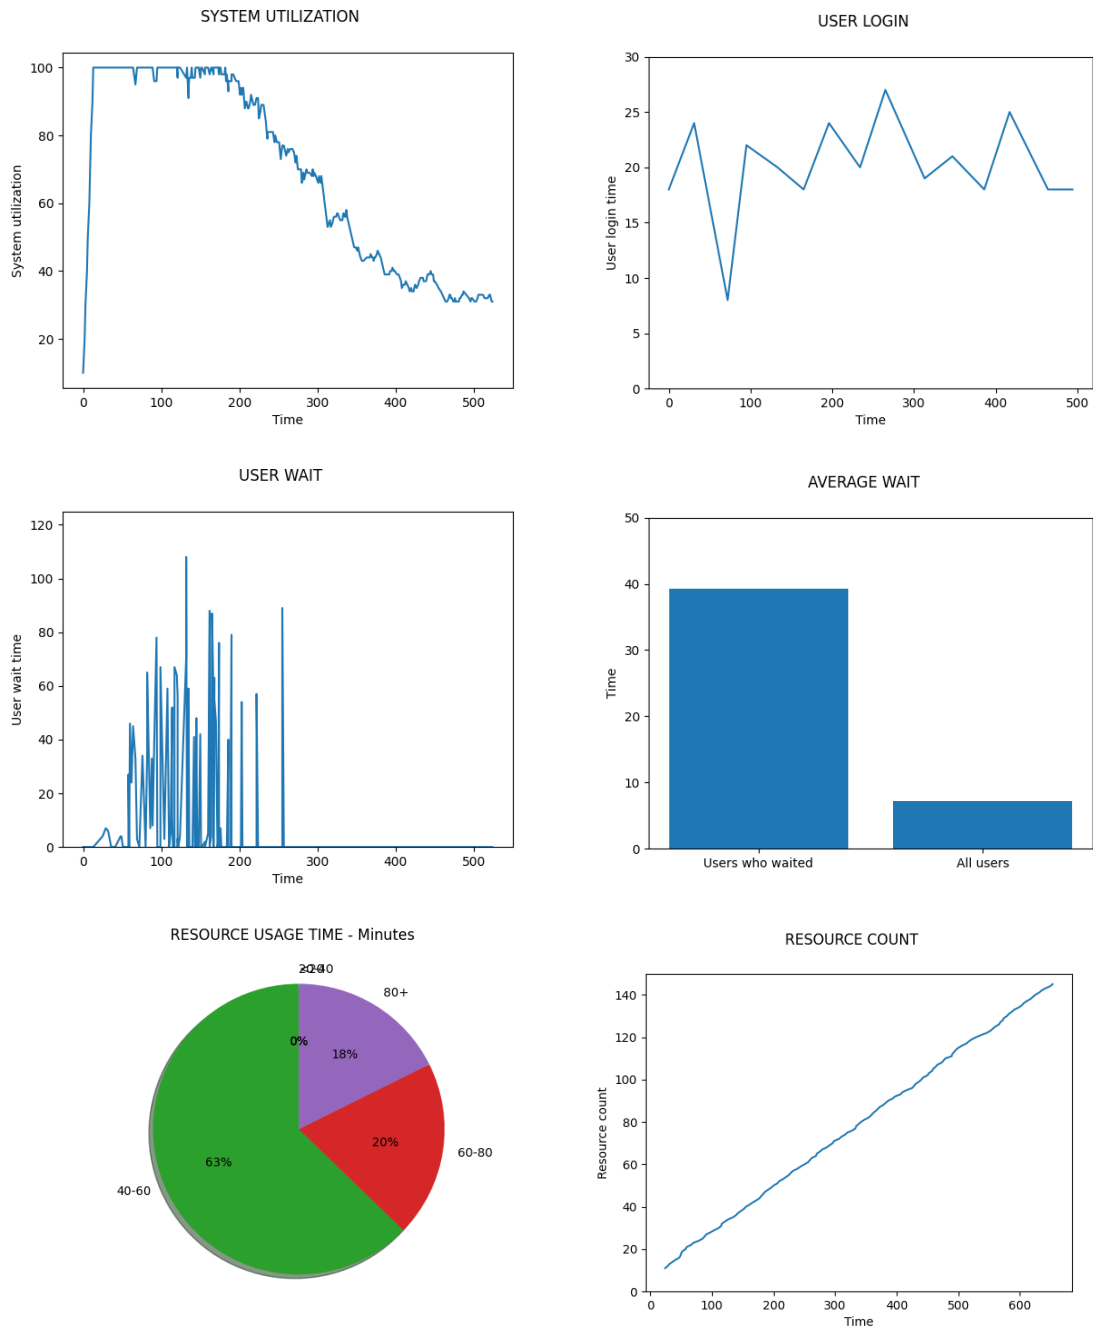 SYSTEM UTILIZATION
System utilization
100
80
60
40
20
0 100 200 300 400 500
Time
USER LOGIN
User login time
30
25
20
15
10
5
0
0 100 200 300 400 500
Time
USER WAIT
User wait time
120
100
80
60
40
20
0
0 100 200 300 400 500
Time
AVERAGE WAIT
Time
50
40
30
20
10
0
Users who waited All users
RESOURCE USAGE TIME - Minutes
80+
18%
0%
20%
60-80
63%
40-60
RESOURCE COUNT
Resource count
140
120
100
80
60
40
20
0
0 100 200 300 400 500 600
Time